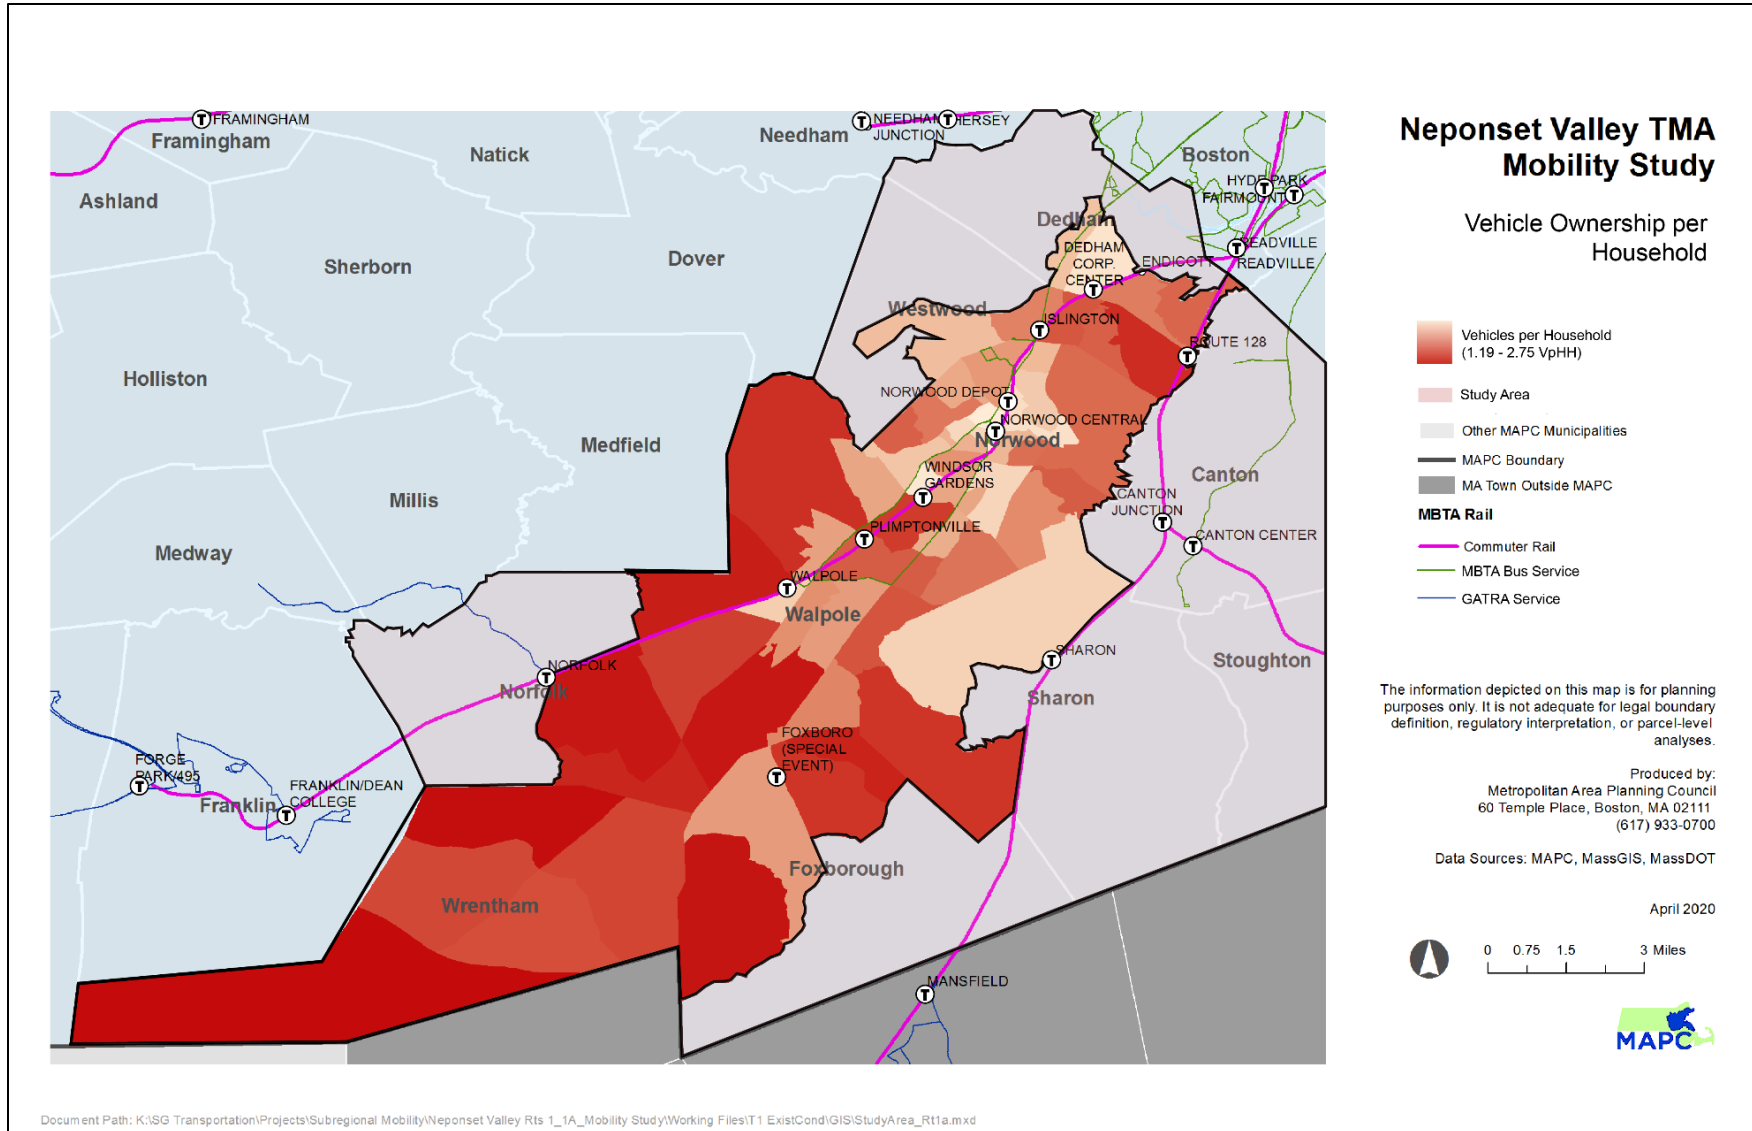 Neponset Valley TMA
Mobility Study
Vehicle Ownership per
Household
Vehicles per Household
(1.19 - 2.75 VpHH)
Study Area
Other MAPC Municipalities
MAPC Boundary
MA Town Outside MAPC
MBTA Rail
Commuter Rail
MBTA Bus Service
GATRA Service
The information depicted on this map is for planning
purposes only. It is not adequate for legal boundary
definition, regulatory interpretation, or parcel-level
analyses.
Produced by:
Metropolitan Area Planning Council
60 Temple Place, Boston, MA 02111
(617) 933-0700
Data Sources: MAPC, MassGIS, MassDOT
April 2020
0 0.75 1.5 3 Miles
MAPC
T FRAMINGHAM
Framingham
Ashland
Natick
Needham
T NEEDHAM
JUNCTION
T HERSEY
Boston
HYDE PARK
T
FAIRMOUNT
T
T READVILLE
READVILLE
Dedham
DEDHAM
CORP.
CENTER
T
ENDICOTT
Sherborn
Dover
Westwood
T ISLINGTON
T ROUTE 128
Holliston
NORWOOD DEPOT
T
T NORWOOD CENTRAL
Norwood
Medfield
WINDSOR
GARDENS
T
Canton
CANTON
JUNCTION
T
T CANTON CENTER
Millis
T PLIMPTONVILLE
Medway
T WALPOLE
Walpole
T SHARON
Sharon
Stoughton
T NORFOLK
Norfolk
FOXBORO
(SPECIAL
EVENT)
T
FORGE
PARK/495
T
FRANKLIN/DEAN
COLLEGE
T
Franklin
Foxborough
Wrentham
T MANSFIELD
Document Path: K:\SG Transportation\Projects\Subregional Mobility\Neponset Valley Rts 1_1A_Mobility Study\Working Files\T1 ExistCond\GIS\StudyArea_Rt1a.mxd